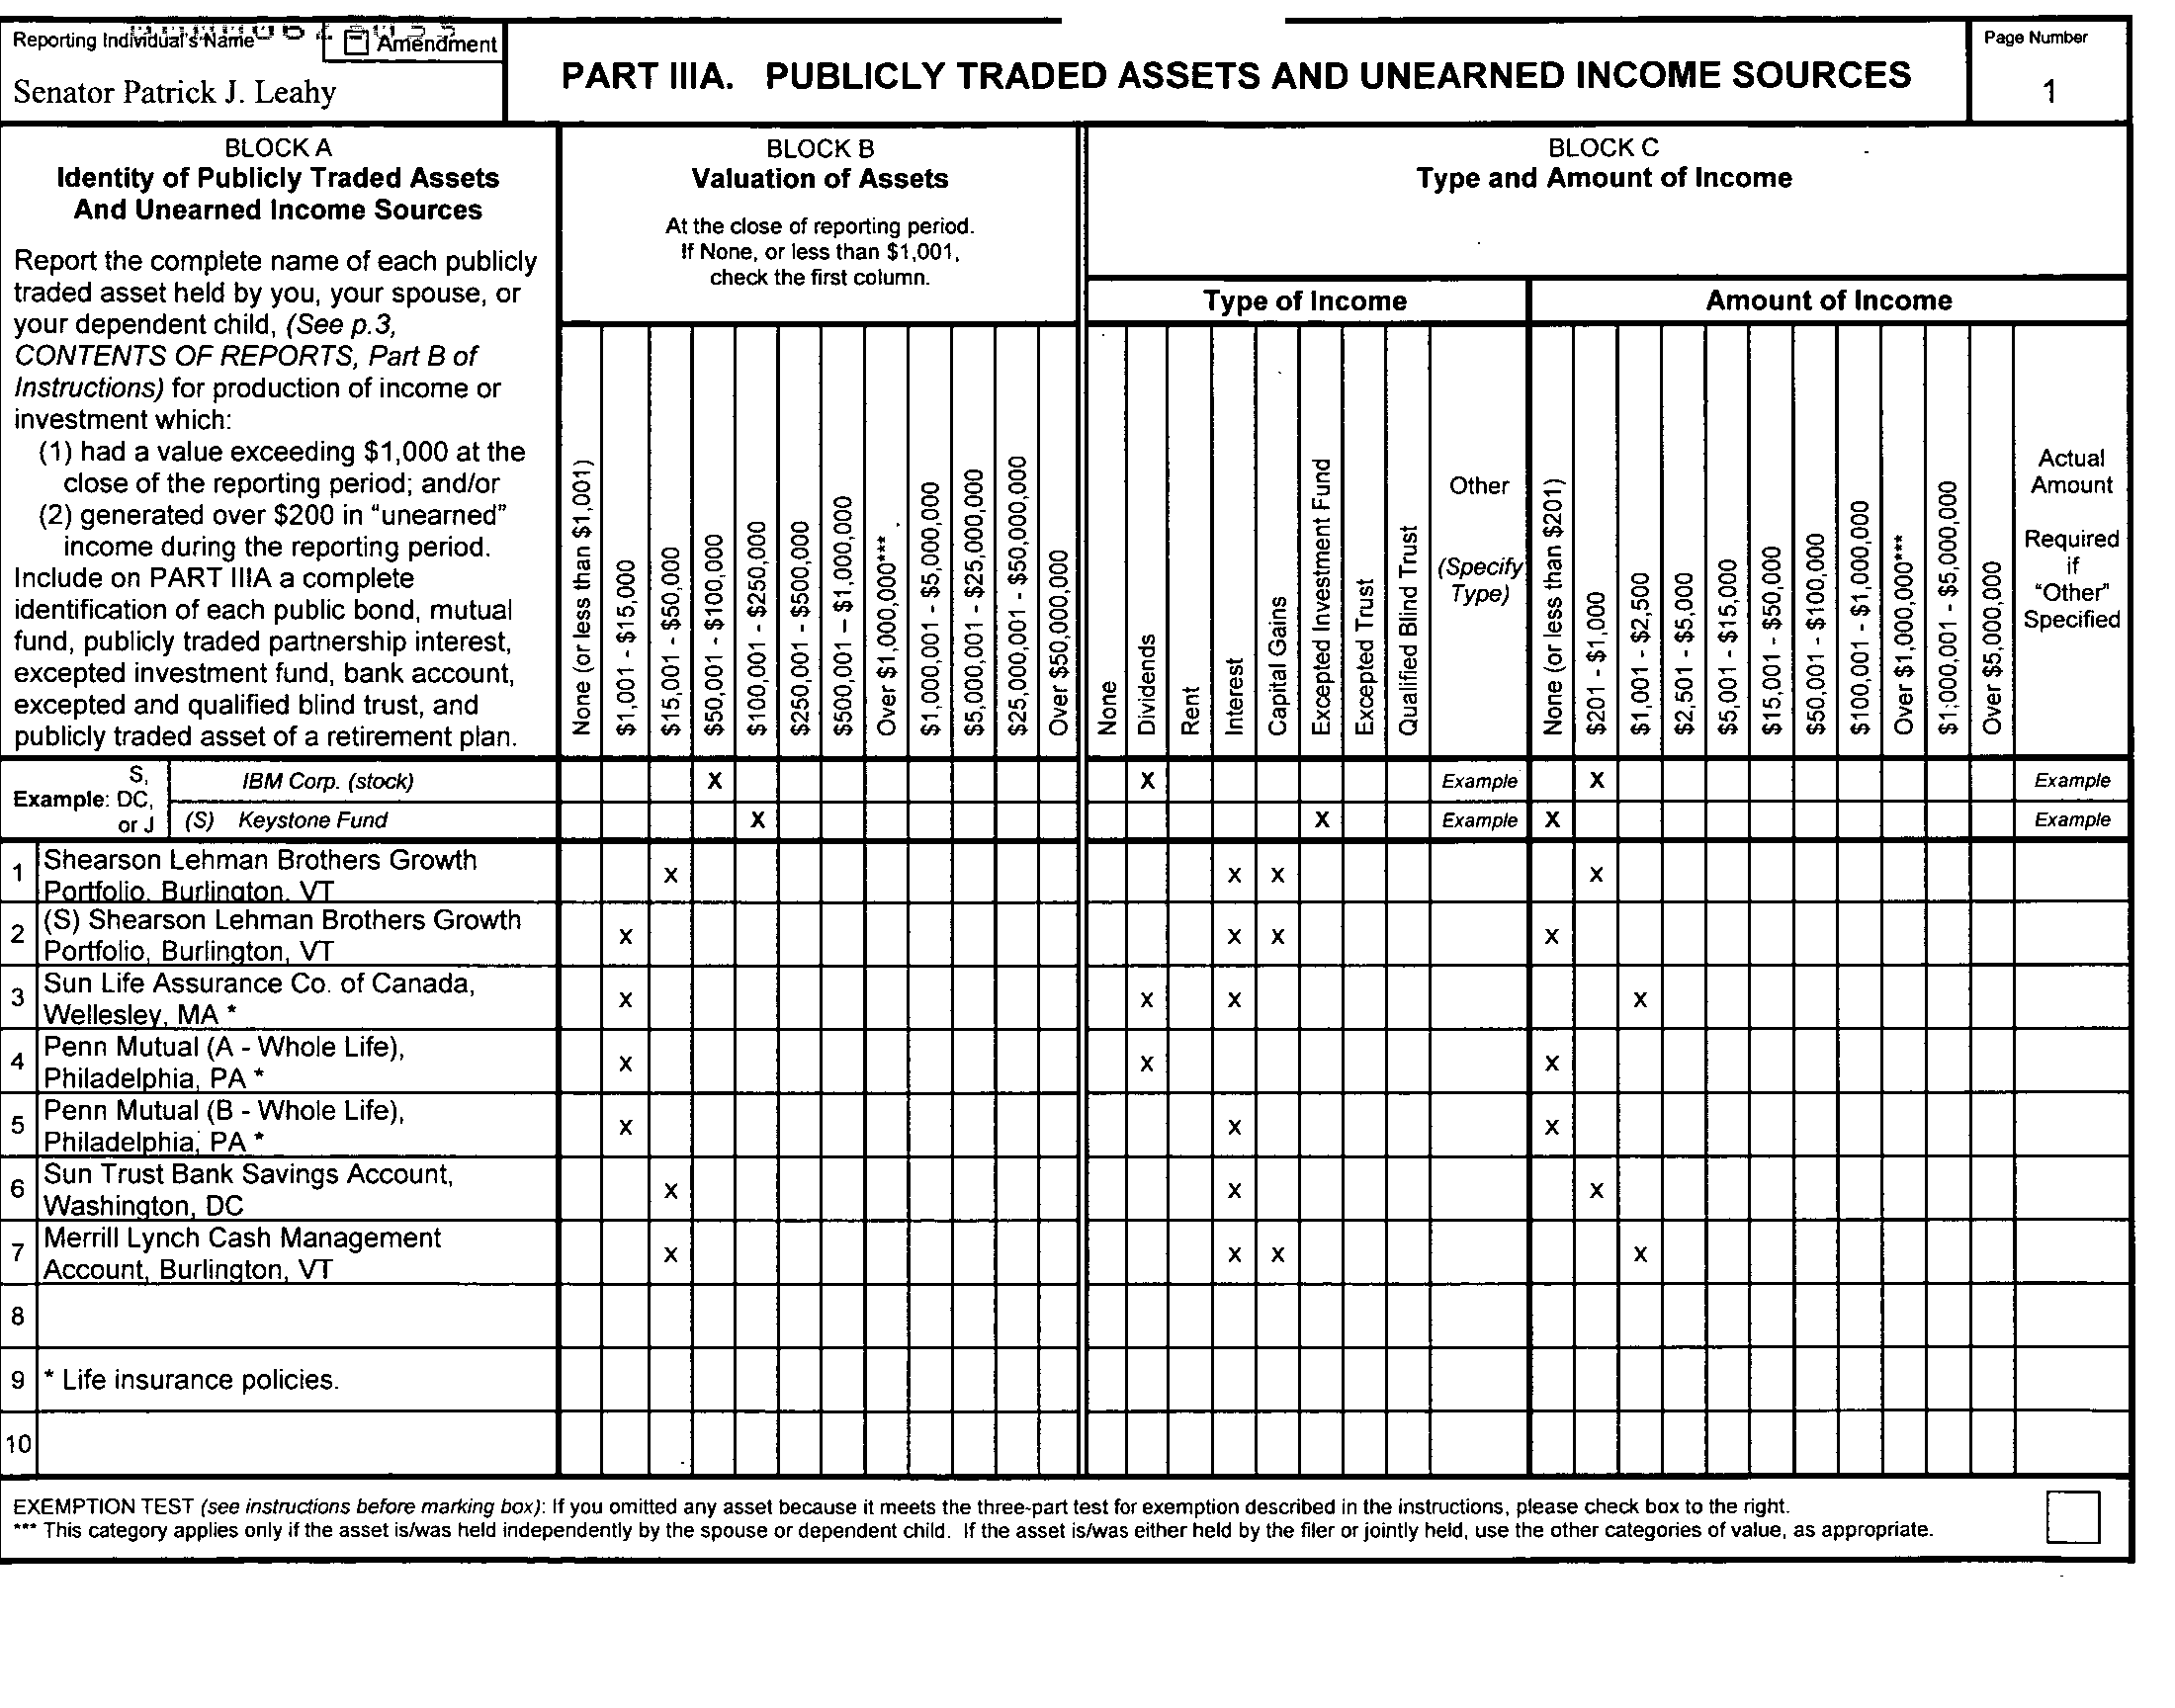 Reporting Individual's Name
Amendment
Senator Patrick J. Leahy
PART IIIA. PUBLICLY TRADED ASSETS AND UNEARNED INCOME SOURCES
Page Number
1
BLOCK A
Identity of Publicly Traded Assets
And Unearned Income Sources
Report the complete name of each publicly
traded asset held by you, your spouse, or
your dependent child, (See p.3,
CONTENTS OF REPORTS, Part B of
Instructions) for production of income or
investment which:
(1) had a value exceeding $1,000 at the
close of the reporting period; and/or
(2) generated over $200 in "unearned"
income during the reporting period.
Include on PART IIIA a complete
identification of each public bond, mutual
fund, publicly traded partnership interest,
excepted investment fund, bank account,
excepted and qualified blind trust, and
publicly traded asset of a retirement plan.
BLOCK B
Valuation of Assets
At the close of reporting period.
If None, or less than $1,001,
check the first column.
None (or less than $1,001)
$1,001 - $15,000
$15,001 - $50,000
$50,001 - $100,000
$100,001 - $250,000
$250,001 - $500,000
$500,001 – $1,000,000
Over $1,000,000***
$1,000,001 - $5,000,000
$5,000,001 - $25,000,000
$25,000,001 - $50,000,000
Over $50,000,000
BLOCK C
Type and Amount of Income
Type of Income
None
Dividends
Rent
Interest
Capital Gains
Excepted Investment Fund
Excepted Trust
Qualified Blind Trust
Other
(Specify
Type)
Amount of Income
None (or less than $201)
$201 - $1,000
$1,001 - $2,500
$2,501 - $5,000
$5,001 - $15,000
$15,001 - $50,000
$50,001 - $100,000
$100,001 - $1,000,000
Over $1,000,000***
$1,000,001 - $5,000,000
Over $5,000,000
Actual
Amount
Required
if
"Other"
Specified
Example: S, DC, or J
IBM Corp. (stock) X X Example X Example
(S) Keystone Fund X X Example X Example
1 Shearson Lehman Brothers Growth
Portfolio, Burlington, VT x x x x
2 (S) Shearson Lehman Brothers Growth
Portfolio, Burlington, VT x x x x
3 Sun Life Assurance Co. of Canada,
Wellesley, MA * x x x x
4 Penn Mutual (A - Whole Life),
Philadelphia, PA * x x x
5 Penn Mutual (B - Whole Life),
Philadelphia, PA * x x x
6 Sun Trust Bank Savings Account,
Washington, DC x x x
7 Merrill Lynch Cash Management
Account, Burlington, VT x x x x
8
9 * Life insurance policies.
10
EXEMPTION TEST (see instructions before marking box): If you omitted any asset because it meets the three-part test for exemption described in the instructions, please check box to the right.
*** This category applies only if the asset is/was held independently by the spouse or dependent child. If the asset is/was either held by the filer or jointly held, use the other categories of value, as appropriate.